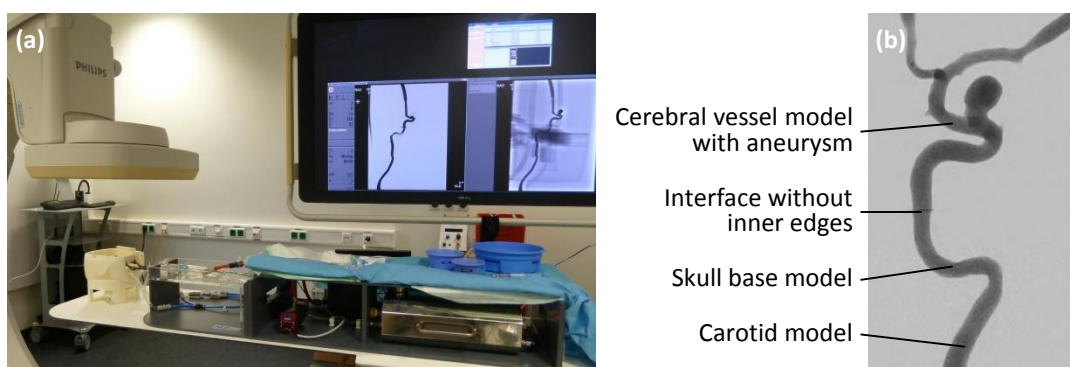 (a)
PHILIPS
(b)
Cerebral vessel model
with aneurysm
Interface without
inner edges
Skull base model
Carotid model